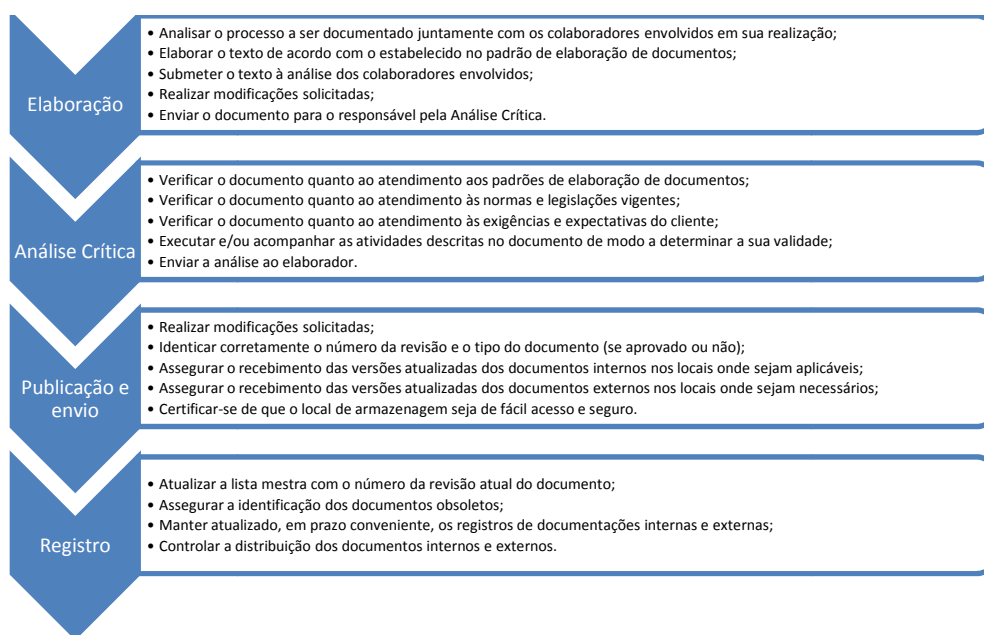 Elaboração
• Analisar o processo a ser documentado juntamente com os colaboradores envolvidos em sua realização;
• Elaborar o texto de acordo com o estabelecido no padrão de elaboração de documentos;
• Submeter o texto à análise dos colaboradores envolvidos;
• Realizar modificações solicitadas;
• Enviar o documento para o responsável pela Análise Crítica.
Análise Crítica
• Verificar o documento quanto ao atendimento aos padrões de elaboração de documentos;
• Verificar o documento quanto ao atendimento às normas e legislações vigentes;
• Verificar o documento quanto ao atendimento às exigências e expectativas do cliente;
• Executar e/ou acompanhar as atividades descritas no documento de modo a determinar a sua validade;
• Enviar a análise ao elaborador.
Publicação e
envio
• Realizar modificações solicitadas;
• Identicar corretamente o número da revisão e o tipo do documento (se aprovado ou não);
• Assegurar o recebimento das versões atualizadas dos documentos internos nos locais onde sejam aplicáveis;
• Assegurar o recebimento das versões atualizadas dos documentos externos nos locais onde sejam necessários;
• Certificar-se de que o local de armazenagem seja de fácil acesso e seguro.
Registro
• Atualizar a lista mestra com o número da revisão atual do documento;
• Assegurar a identificação dos documentos obsoletos;
• Manter atualizado, em prazo conveniente, os registros de documentações internas e externas;
• Controlar a distribuição dos documentos internos e externos.